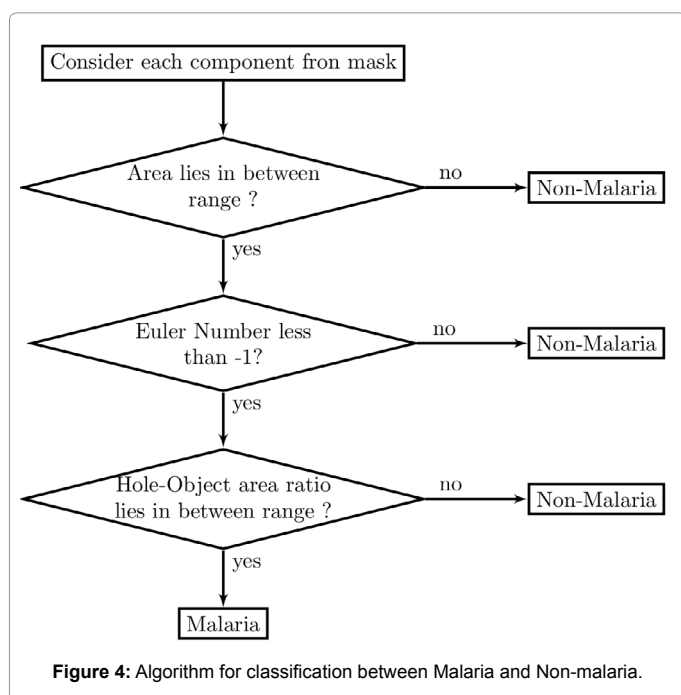 Consider each component fron mask
Area lies in between
range ?
no
Non-Malaria
yes
Euler Number less
than -1?
no
Non-Malaria
yes
Hole-Object area ratio
lies in between range ?
no
Non-Malaria
yes
Malaria
Figure 4: Algorithm for classification between Malaria and Non-malaria.